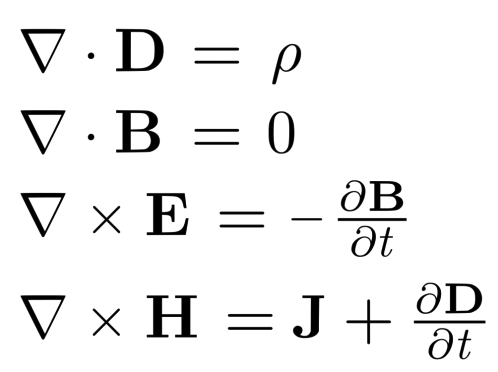 ∇ · D = ρ
∇ · B = 0
∇ × E = - ∂B/∂t
∇ × H = J + ∂D/∂t